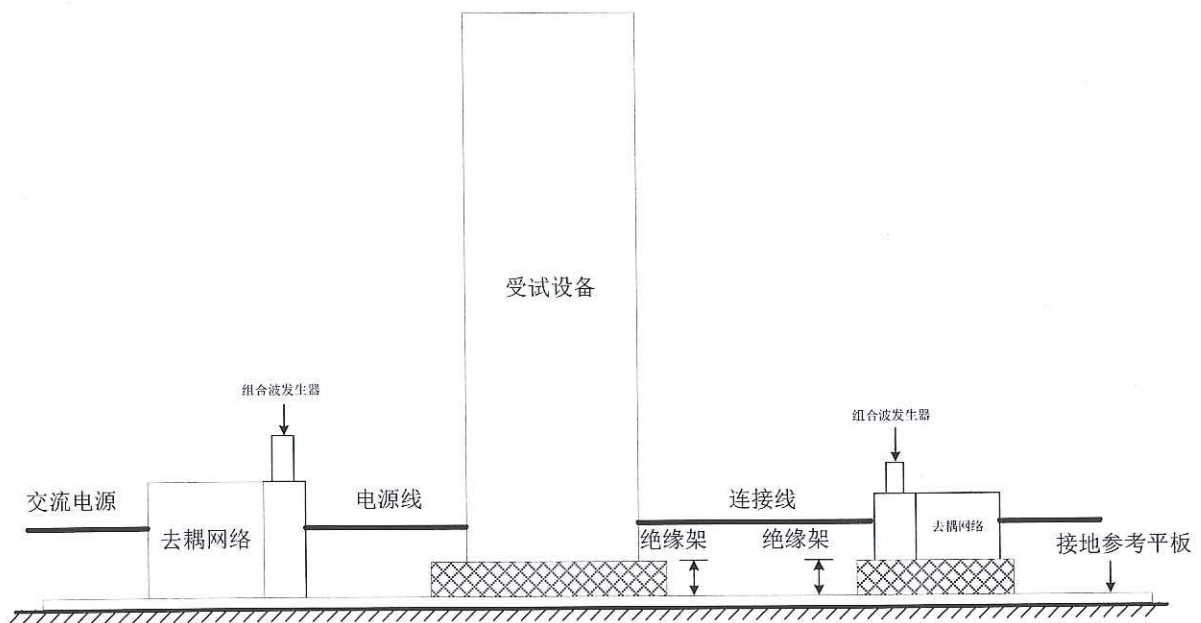 受试设备
组合波发生器
组合波发生器
交流电源
电源线
连接线
去耦网络
去耦网络
绝缘架
绝缘架
接地参考平板